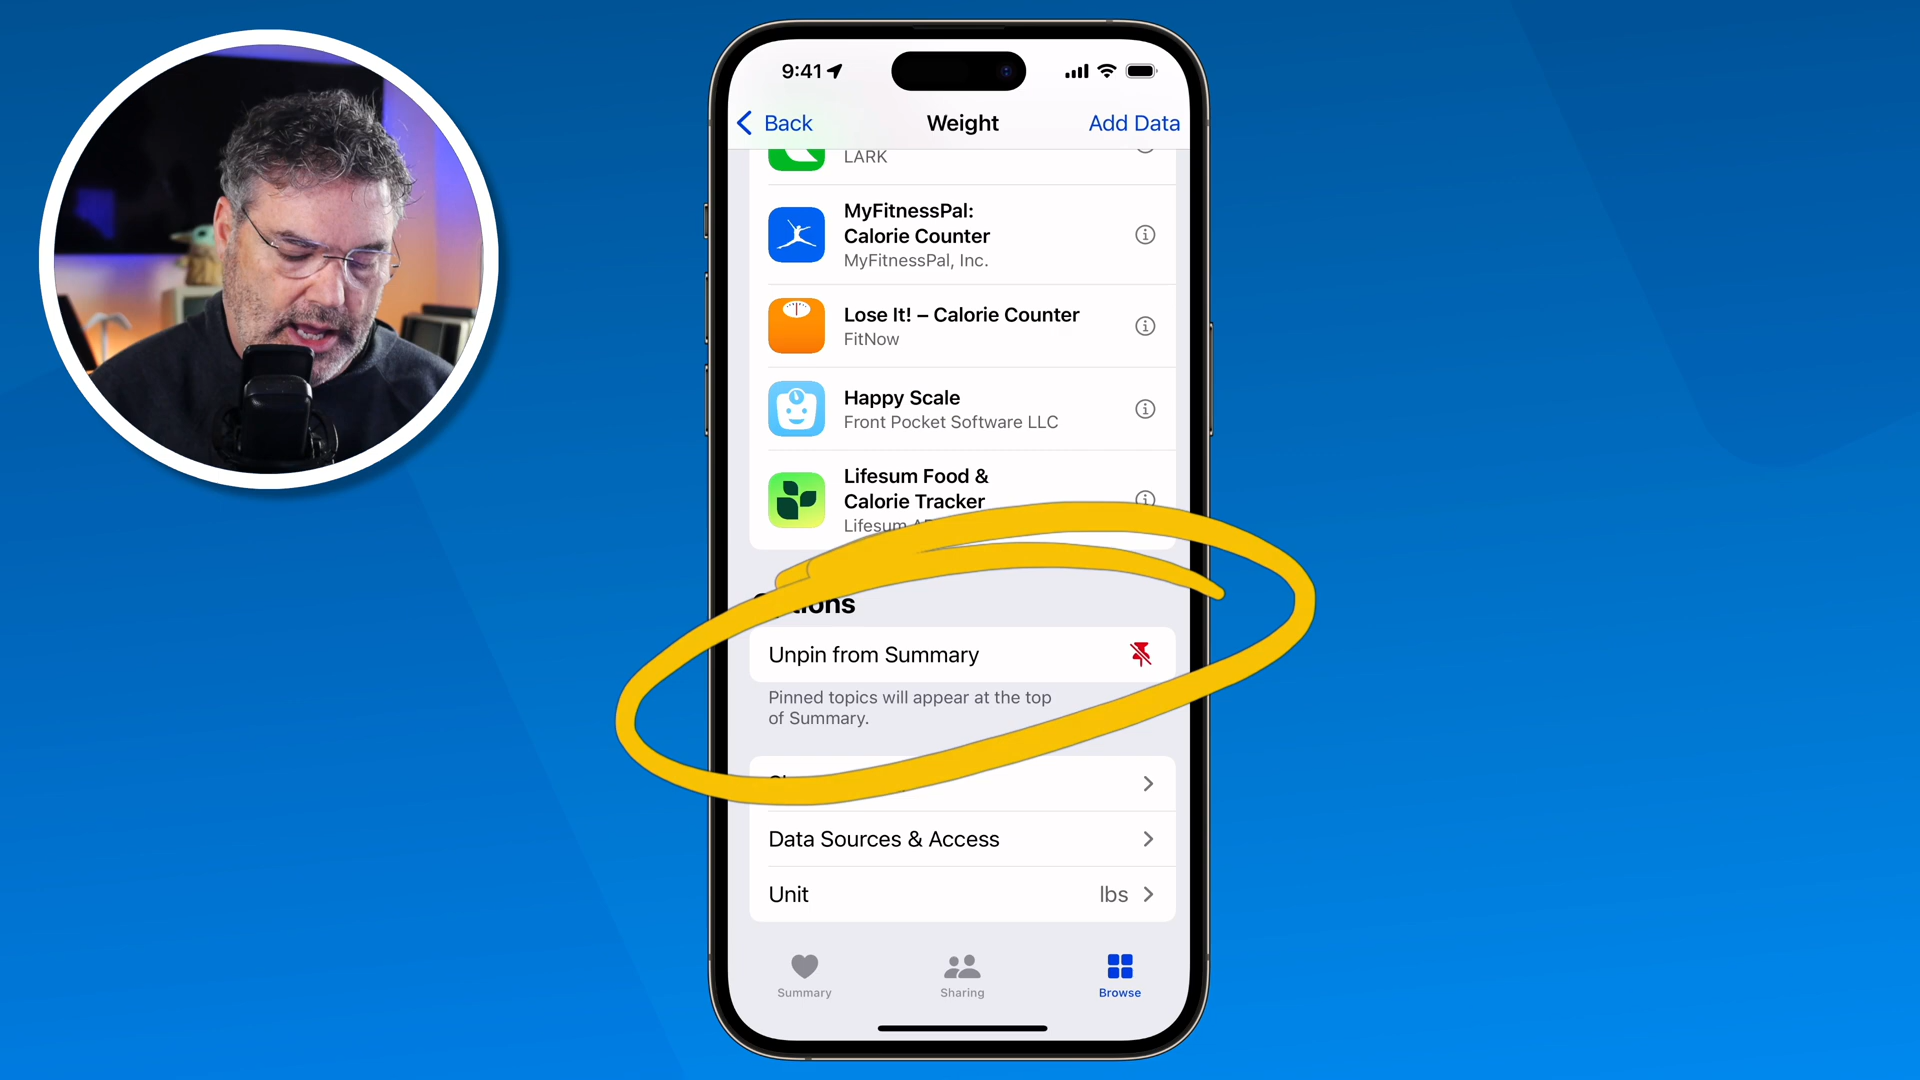 9:41
Back
Weight
Add Data
LARK
MyFitnessPal:
Calorie Counter
MyFitnessPal, Inc.
Lose It! – Calorie Counter
FitNow
Happy Scale
Front Pocket Software LLC
Lifesum Food &
Calorie Tracker
Lifesum
Unpin from Summary
Pinned topics will appear at the top
of Summary.
Data Sources & Access
Unit
lbs
Summary
Sharing
Browse